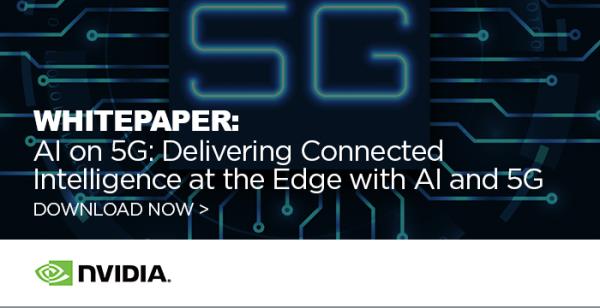 5G
WHITEPAPER:
AI on 5G: Delivering Connected
Intelligence at the Edge with AI and 5G
DOWNLOAD NOW >
NVIDIA.